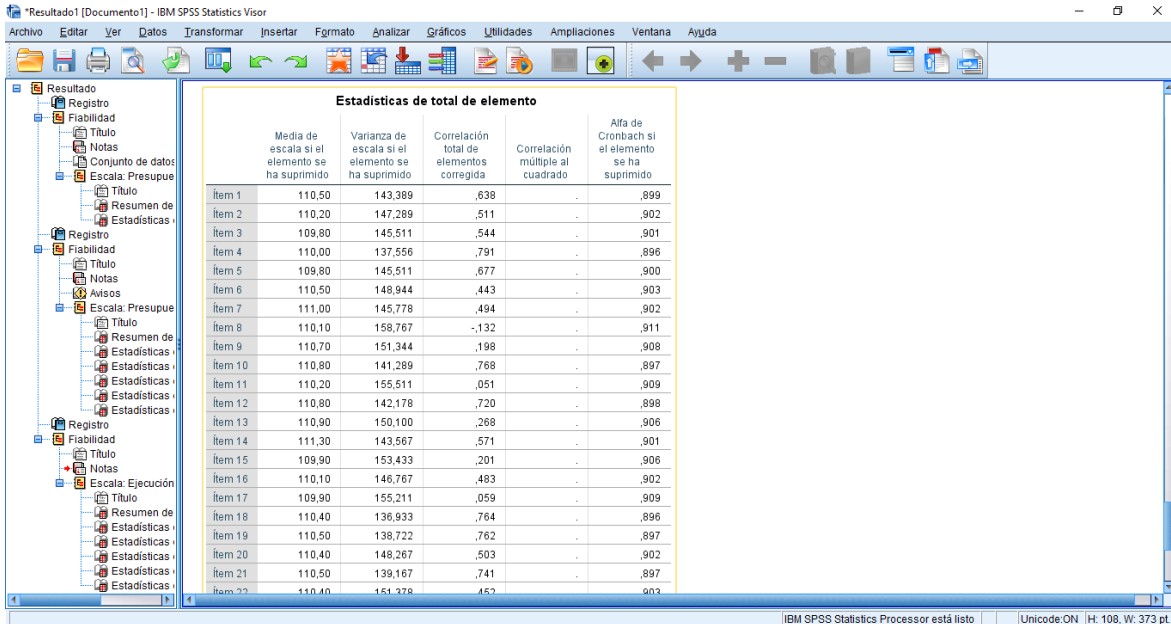 *Resultado1 [Documento1] - IBM SPSS Statistics Visor
Archivo Editar Ver Datos Transformar Insertar Formato Analizar Gráficos Utilidades Ampliaciones Ventana Ayuda
Resultado
Registro
Fiabilidad
Título
Notas
Conjunto de datos
Escala: Presupue
Título
Resumen de
Estadísticas
Registro
Fiabilidad
Título
Notas
Avisos
Escala: Presupue
Título
Resumen de
Estadísticas
Estadísticas
Estadísticas
Estadísticas
Estadísticas
Registro
Fiabilidad
Título
Notas
Escala: Ejecución
Título
Resumen de
Estadísticas
Estadísticas
Estadísticas
Estadísticas
Estadísticas
Estadísticas de total de elemento
Media de escala si el elemento se ha suprimido
Varianza de escala si el elemento se ha suprimido
Correlación total de elementos corregida
Correlación múltiple al cuadrado
Alfa de Cronbach si el elemento se ha suprimido
Ítem 1 110,50 143,389 ,638 . ,899
Ítem 2 110,20 147,289 ,511 . ,902
Ítem 3 109,80 145,511 ,544 . ,901
Ítem 4 110,00 137,556 ,791 . ,896
Ítem 5 109,80 145,511 ,677 . ,900
Ítem 6 110,50 148,944 ,443 . ,903
Ítem 7 111,00 145,778 ,494 . ,902
Ítem 8 110,10 158,767 -,132 . ,911
Ítem 9 110,70 151,344 ,198 . ,908
Ítem 10 110,80 141,289 ,768 . ,897
Ítem 11 110,20 155,511 ,051 . ,909
Ítem 12 110,80 142,178 ,720 . ,898
Ítem 13 110,90 150,100 ,268 . ,906
Ítem 14 111,30 143,567 ,571 . ,901
Ítem 15 109,90 153,433 ,201 . ,906
Ítem 16 110,10 146,767 ,483 . ,902
Ítem 17 109,90 155,211 ,059 . ,909
Ítem 18 110,40 136,933 ,764 . ,896
Ítem 19 110,50 138,722 ,762 . ,897
Ítem 20 110,40 148,267 ,503 . ,902
Ítem 21 110,50 139,167 ,741 . ,897
Ítem 22 110,40 151,378 ,452 . ,903
IBM SPSS Statistics Processor está listo Unicode:ON H: 108, W: 373 pt